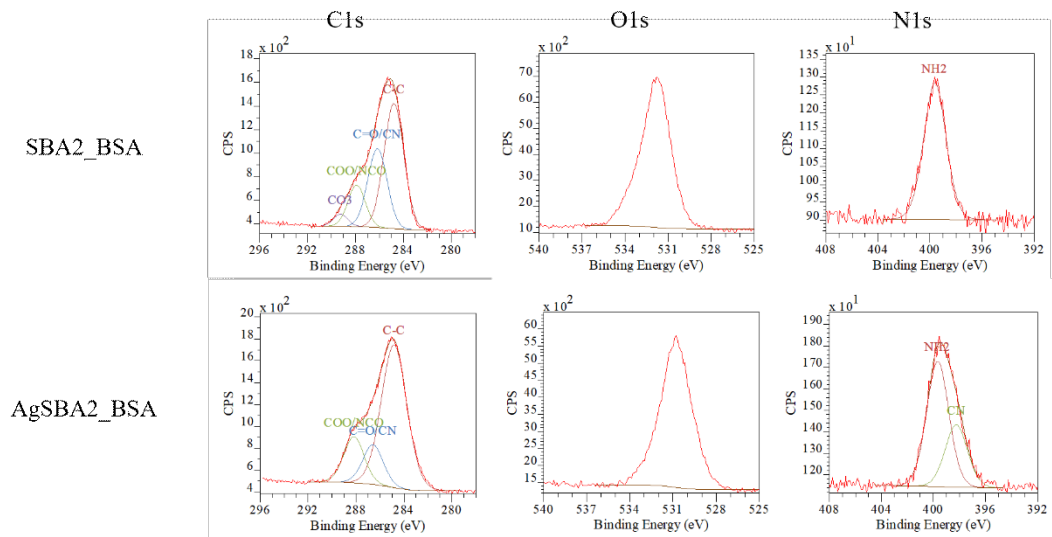 C1s O1s N1s
SBA2_BSA
x 10²
18
16
14
12
10
8
6
4
CPS
C-C
C=O/CN
COO/NCO
CO3
296 292 288 284 280
Binding Energy (eV)
x 10²
70
60
50
40
30
20
10
CPS
540 537 534 531 528 525
Binding Energy (eV)
x 10¹
135
130
125
120
115
110
105
100
95
90
CPS
NH2
408 404 400 396 392
Binding Energy (eV)
AgSBA2_BSA
x 10²
20
18
16
14
12
10
8
6
4
CPS
C-C
COO/NCO
C=O/CN
296 292 288 284 280
Binding Energy (eV)
x 10²
60
55
50
45
40
35
30
25
20
15
CPS
540 537 534 531 528 525
Binding Energy (eV)
x 10¹
190
180
170
160
150
140
130
120
CPS
NH2
CN
408 404 400 396 392
Binding Energy (eV)